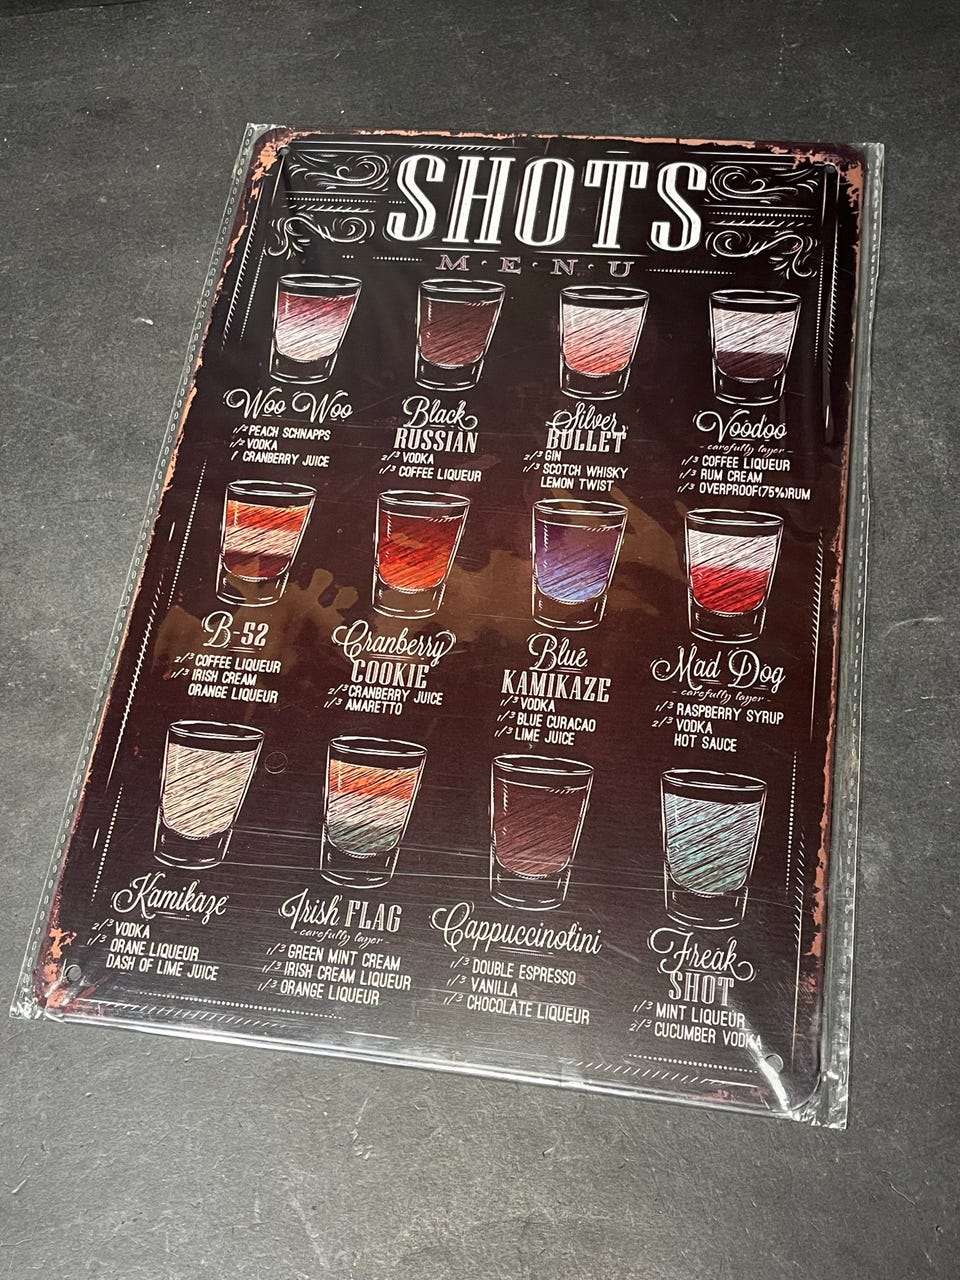 SHOTS
M·E·N·U
Woo Woo
1/2 PEACH SCHNAPPS
1/2 VODKA
/ CRANBERRY JUICE
Black
RUSSIAN
2/3 VODKA
1/3 COFFEE LIQUEUR
Silver
BULLET
2/3 GIN
1/3 SCOTCH WHISKY
LEMON TWIST
Voodoo
- carefully layer -
1/3 COFFEE LIQUEUR
1/3 RUM CREAM
1/3 OVERPROOF(75%)RUM
B-52
2/3 COFFEE LIQUEUR
1/3 IRISH CREAM
ORANGE LIQUEUR
Cranberry
COOKIE
2/3 CRANBERRY JUICE
1/3 AMARETTO
Blue
KAMIKAZE
1/3 VODKA
1/3 BLUE CURACAO
1/3 LIME JUICE
Mad Dog
- carefully layer -
1/3 RASPBERRY SYRUP
2/3 VODKA
HOT SAUCE
Kamikaze
2/3 VODKA
1/3 ORANE LIQUEUR
DASH OF LIME JUICE
Irish FLAG
- carefully layer -
1/3 GREEN MINT CREAM
1/3 IRISH CREAM LIQUEUR
1/3 ORANGE LIQUEUR
Cappuccinotini
1/3 DOUBLE ESPRESSO
1/3 VANILLA
1/3 CHOCOLATE LIQUEUR
Freak
SHOT
1/3 MINT LIQUEUR
2/3 CUCUMBER VODKA